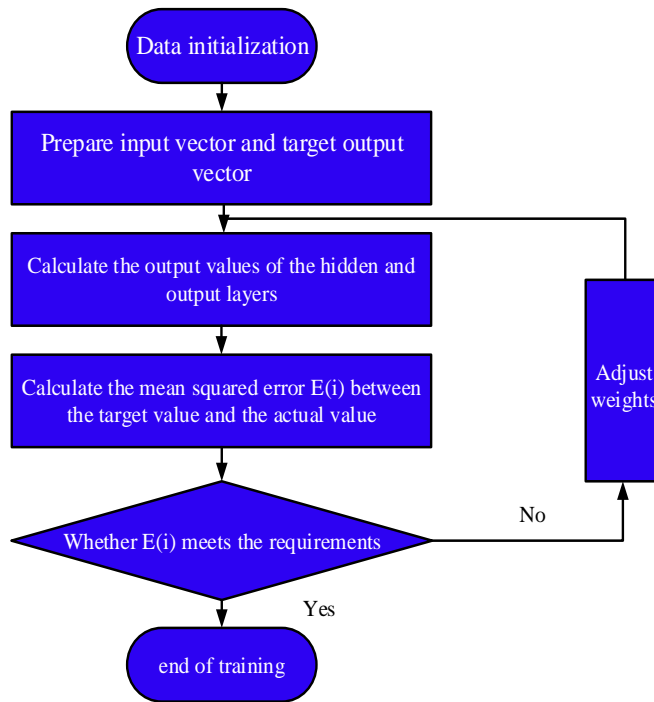 Data initialization
Prepare input vector and target output
vector
Calculate the output values of the hidden and
output layers
Calculate the mean squared error E(i) between
the target value and the actual value
Adjust
weights
Whether E(i) meets the requirements
No
Yes
end of training